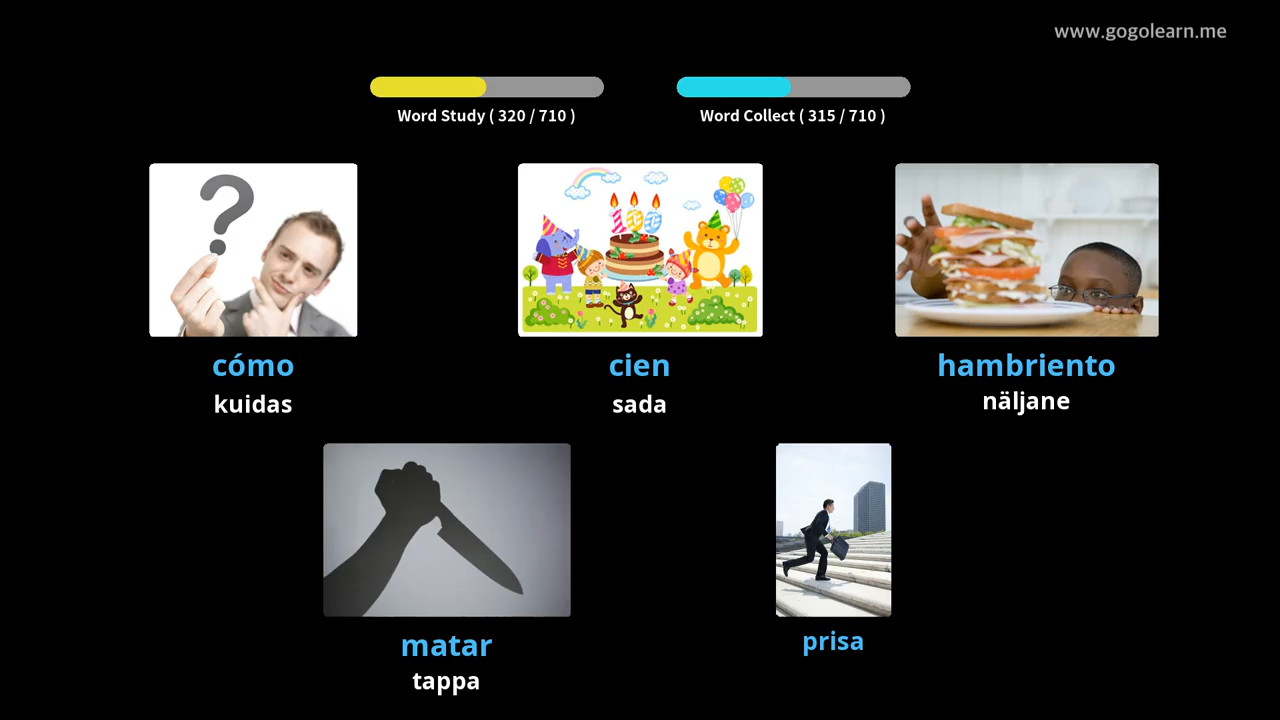 www.gogolearn.me
Word Study ( 320 / 710 )
Word Collect ( 315 / 710 )
cómo
kuidas
cien
sada
hambriento
näljane
matar
tappa
prisa